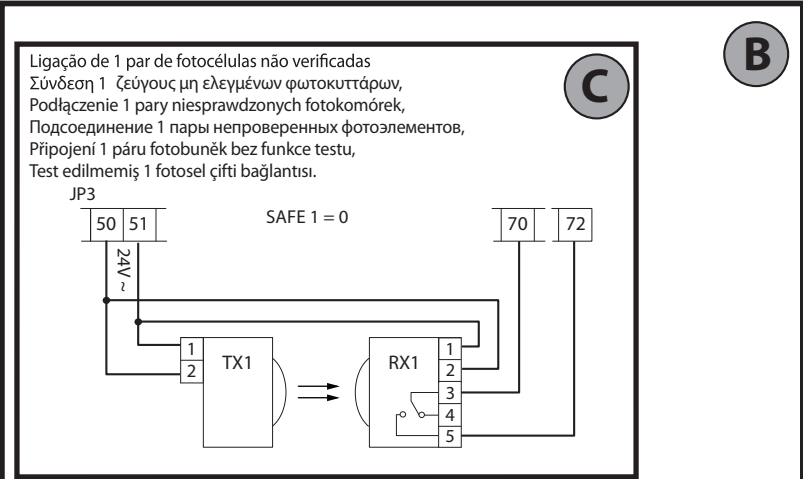 B
C
Ligação de 1 par de fotocélulas não verificadas
Σύνδεση 1 ζεύγους μη ελεγμένων φωτοκυττάρων,
Podłączenie 1 pary niesprawdzonych fotokomórek,
Подсоединение 1 пары непроверенных фотоэлементов,
Připojení 1 páru fotobuněk bez funkce testu,
Test edilmemiş 1 fotosel çifti bağlantısı.
JP3
50 51 SAFE 1 = 0 70 72
24V ~
1 TX1 RX1 1
2 2
3
4
5